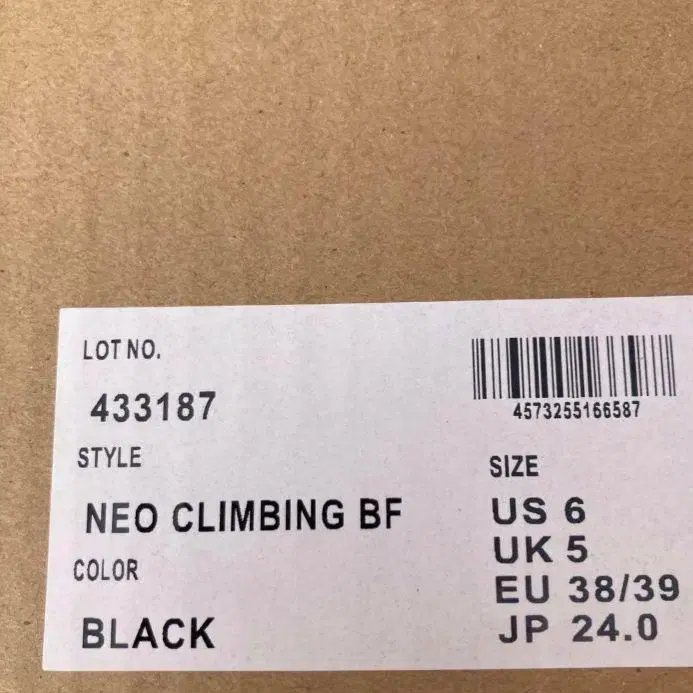 LOT NO.
433187
STYLE
NEO CLIMBING BF
COLOR
BLACK
4573255166587
SIZE
US 6
UK 5
EU 38/39
JP 24.0